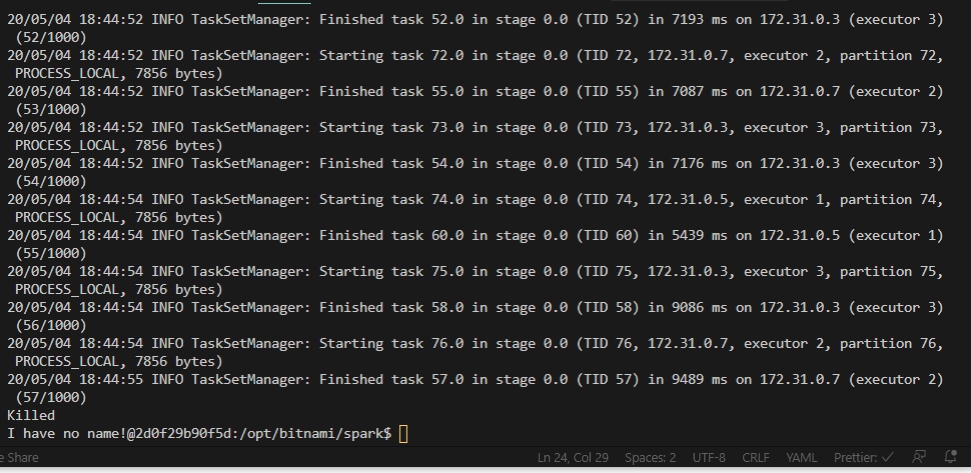 20/05/04 18:44:52 INFO TaskSetManager: Finished task 52.0 in stage 0.0 (TID 52) in 7193 ms on 172.31.0.3 (executor 3)
(52/1000)
20/05/04 18:44:52 INFO TaskSetManager: Starting task 72.0 in stage 0.0 (TID 72, 172.31.0.7, executor 2, partition 72,
PROCESS_LOCAL, 7856 bytes)
20/05/04 18:44:52 INFO TaskSetManager: Finished task 55.0 in stage 0.0 (TID 55) in 7087 ms on 172.31.0.7 (executor 2)
(53/1000)
20/05/04 18:44:52 INFO TaskSetManager: Starting task 73.0 in stage 0.0 (TID 73, 172.31.0.3, executor 3, partition 73,
PROCESS_LOCAL, 7856 bytes)
20/05/04 18:44:52 INFO TaskSetManager: Finished task 54.0 in stage 0.0 (TID 54) in 7176 ms on 172.31.0.3 (executor 3)
(54/1000)
20/05/04 18:44:54 INFO TaskSetManager: Starting task 74.0 in stage 0.0 (TID 74, 172.31.0.5, executor 1, partition 74,
PROCESS_LOCAL, 7856 bytes)
20/05/04 18:44:54 INFO TaskSetManager: Finished task 60.0 in stage 0.0 (TID 60) in 5439 ms on 172.31.0.5 (executor 1)
(55/1000)
20/05/04 18:44:54 INFO TaskSetManager: Starting task 75.0 in stage 0.0 (TID 75, 172.31.0.3, executor 3, partition 75,
PROCESS_LOCAL, 7856 bytes)
20/05/04 18:44:54 INFO TaskSetManager: Finished task 58.0 in stage 0.0 (TID 58) in 9086 ms on 172.31.0.3 (executor 3)
(56/1000)
20/05/04 18:44:54 INFO TaskSetManager: Starting task 76.0 in stage 0.0 (TID 76, 172.31.0.7, executor 2, partition 76,
PROCESS_LOCAL, 7856 bytes)
20/05/04 18:44:55 INFO TaskSetManager: Finished task 57.0 in stage 0.0 (TID 57) in 9489 ms on 172.31.0.7 (executor 2)
(57/1000)
Killed
I have no name!@2d0f29b90f5d:/opt/bitnami/spark$
e Share Ln 24, Col 29 Spaces: 2 UTF-8 CRLF YAML Prettier: ✓